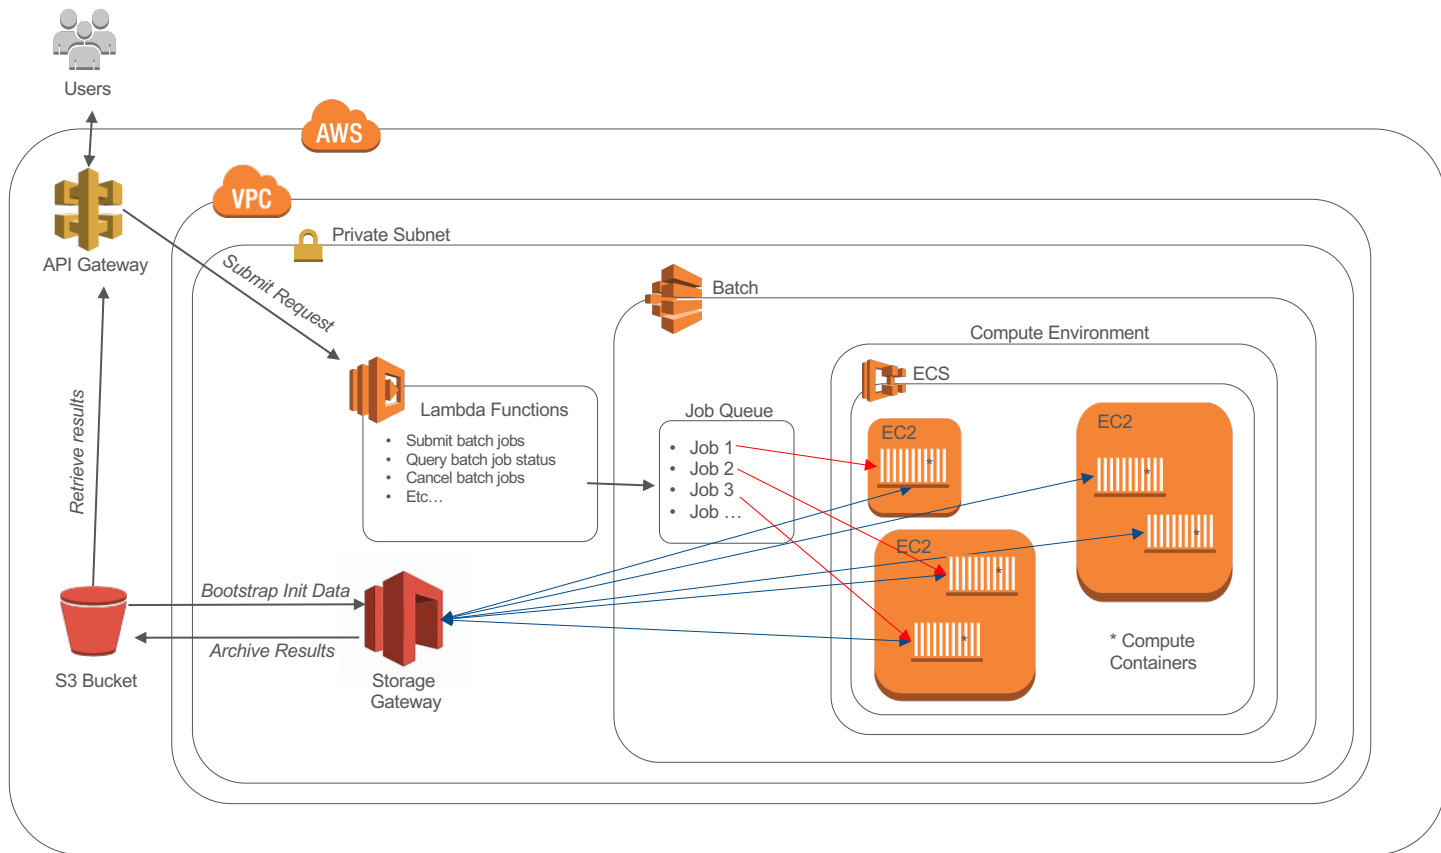 Users
AWS
VPC
Private Subnet
API Gateway
Submit Request
Batch
Compute Environment
ECS
Lambda Functions
• Submit batch jobs
• Query batch job status
• Cancel batch jobs
• Etc…
Job Queue
• Job 1
• Job 2
• Job 3
• Job …
EC2
*
EC2
*
*
EC2
*
*
Retrieve results
Bootstrap Init Data
Archive Results
S3 Bucket
Storage
Gateway
* Compute
Containers